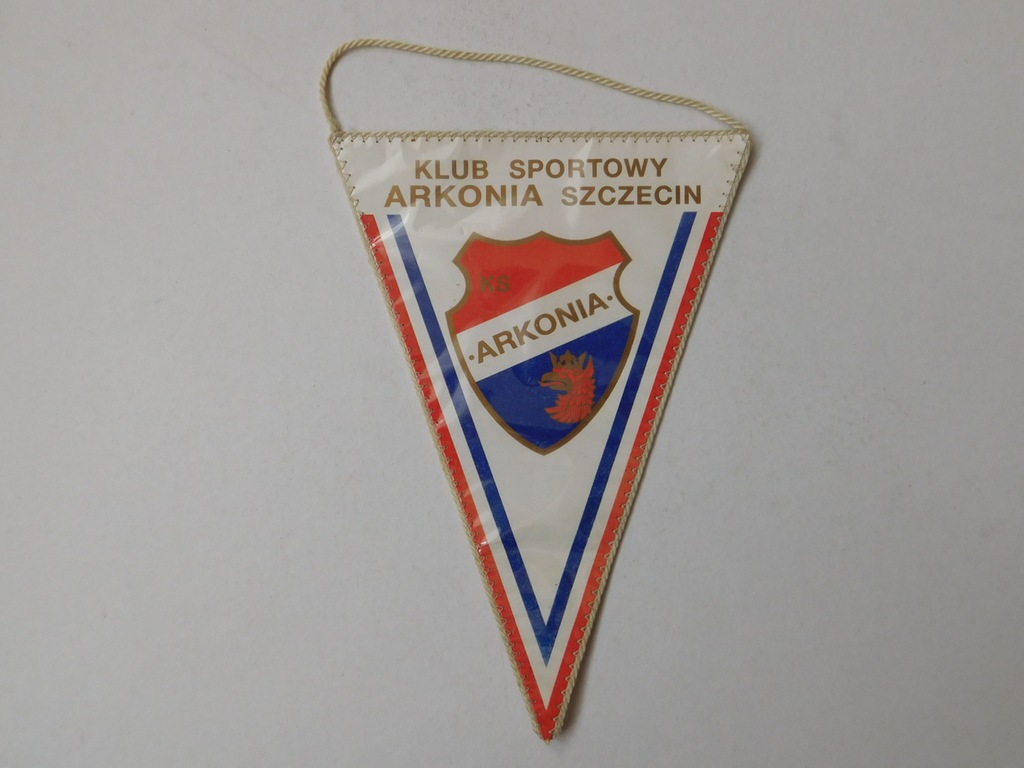 KLUB SPORTOWY
ARKONIA SZCZECIN
KS
·ARKONIA·